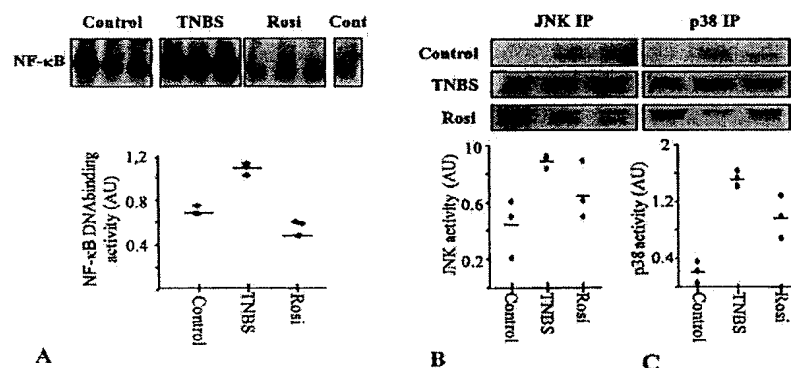 Control TNBS Rosi Cont
NF-κB
JNK IP p38 IP
Control
TNBS
Rosi
NF-κB DNAbinding
activity (AU)
1,2
0.8
0.4
Control
TNBS
Rosi
A
JNK activity (AU)
10
0.6
0.2
Control
TNBS
Rosi
B
p38 activity (AU)
2
1.2
0.4
Control
TNBS
Rosi
C